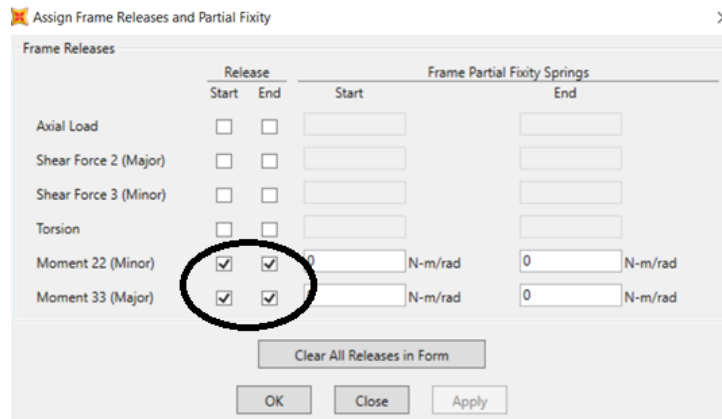 Assign Frame Releases and Partial Fixity
Frame Releases
Release Frame Partial Fixity Springs
Start End Start End
Axial Load
Shear Force 2 (Major)
Shear Force 3 (Minor)
Torsion
Moment 22 (Minor) 0 N-m/rad 0 N-m/rad
Moment 33 (Major) N-m/rad 0 N-m/rad
Clear All Releases in Form
OK Close Apply